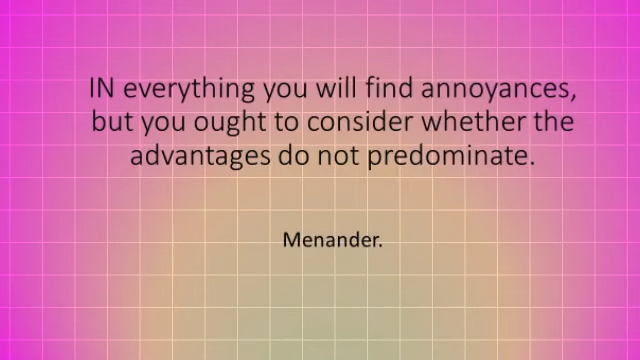 IN everything you will find annoyances,
but you ought to consider whether the
advantages do not predominate.
Menander.